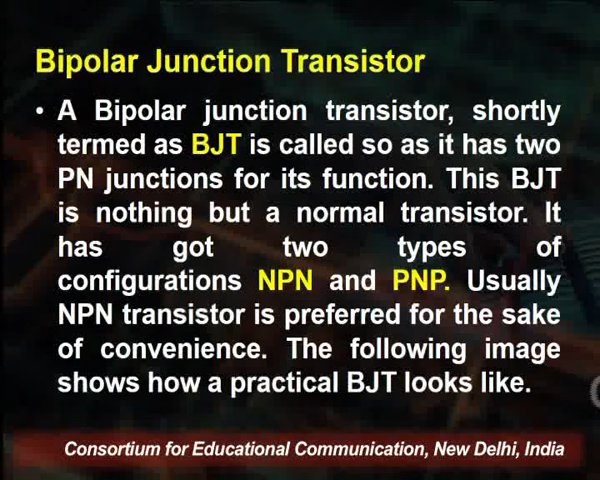 Bipolar Junction Transistor
• A Bipolar junction transistor, shortly
termed as BJT is called so as it has two
PN junctions for its function. This BJT
is nothing but a normal transistor. It
has got two types of
configurations NPN and PNP. Usually
NPN transistor is preferred for the sake
of convenience. The following image
shows how a practical BJT looks like.
Consortium for Educational Communication, New Delhi, India